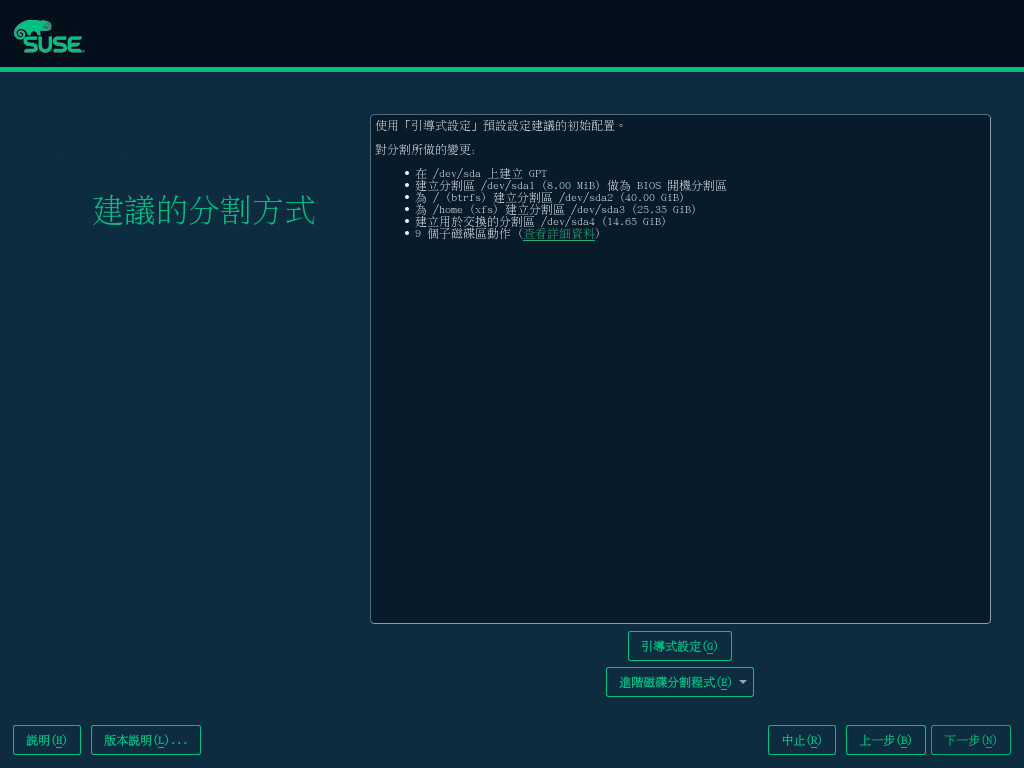 SUSE
建議的分割方式
使用「引導式設定」預設設定建議的初始配置。
對分割所做的變更:
在 /dev/sda 上建立 GPT
建立分割區 /dev/sda1 (8.00 MiB) 做為 BIOS 開機分割區
為 / (btrfs) 建立分割區 /dev/sda2 (40.00 GiB)
為 /home (xfs) 建立分割區 /dev/sda3 (25.35 GiB)
建立用於交換的分割區 /dev/sda4 (14.65 GiB)
9 個子磁碟區動作 (查看詳細資料)
引導式設定(G)
進階磁碟分割程式(E)
說明(H)
版本說明(L)...
中止(R)
上一步(B)
下一步(N)